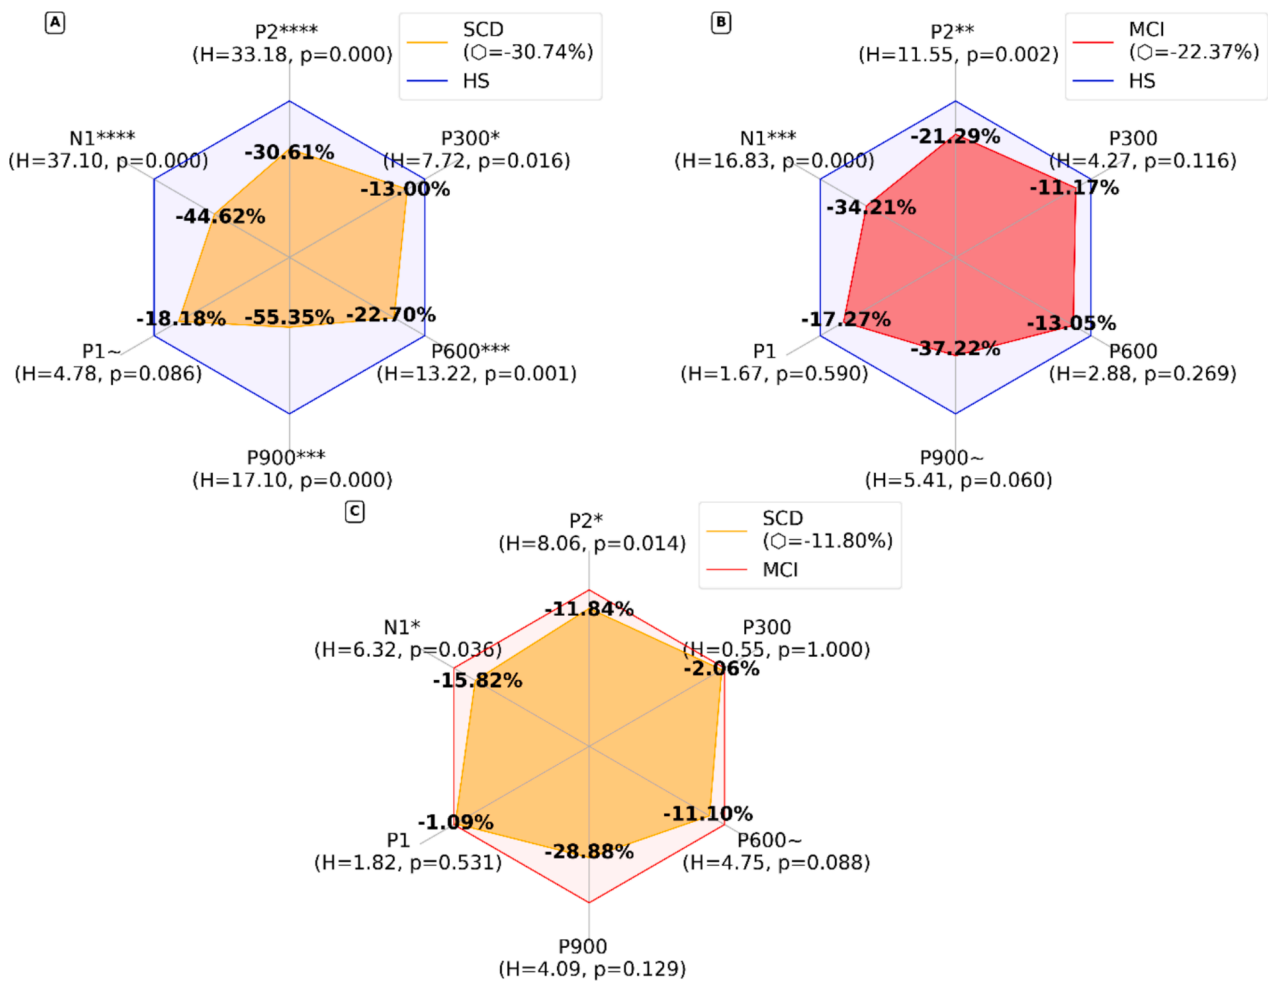 A
P2****
(H=33.18, p=0.000)
SCD
(⬡=-30.74%)
HS
N1****
(H=37.10, p=0.000)
P300*
(H=7.72, p=0.016)
-30.61%
-13.00%
-44.62%
-18.18%
-55.35%
-22.70%
P1~
(H=4.78, p=0.086)
P600***
(H=13.22, p=0.001)
P900***
(H=17.10, p=0.000)
B
P2**
(H=11.55, p=0.002)
MCI
(⬡=-22.37%)
HS
N1***
(H=16.83, p=0.000)
P300
(H=4.27, p=0.116)
-21.29%
-11.17%
-34.21%
-17.27%
-37.22%
-13.05%
P1
(H=1.67, p=0.590)
P600
(H=2.88, p=0.269)
P900~
(H=5.41, p=0.060)
C
P2*
(H=8.06, p=0.014)
SCD
(⬡=-11.80%)
MCI
N1*
(H=6.32, p=0.036)
P300
(H=0.55, p=1.000)
-11.84%
-2.06%
-15.82%
-1.09%
-28.88%
-11.10%
P1
(H=1.82, p=0.531)
P600~
(H=4.75, p=0.088)
P900
(H=4.09, p=0.129)